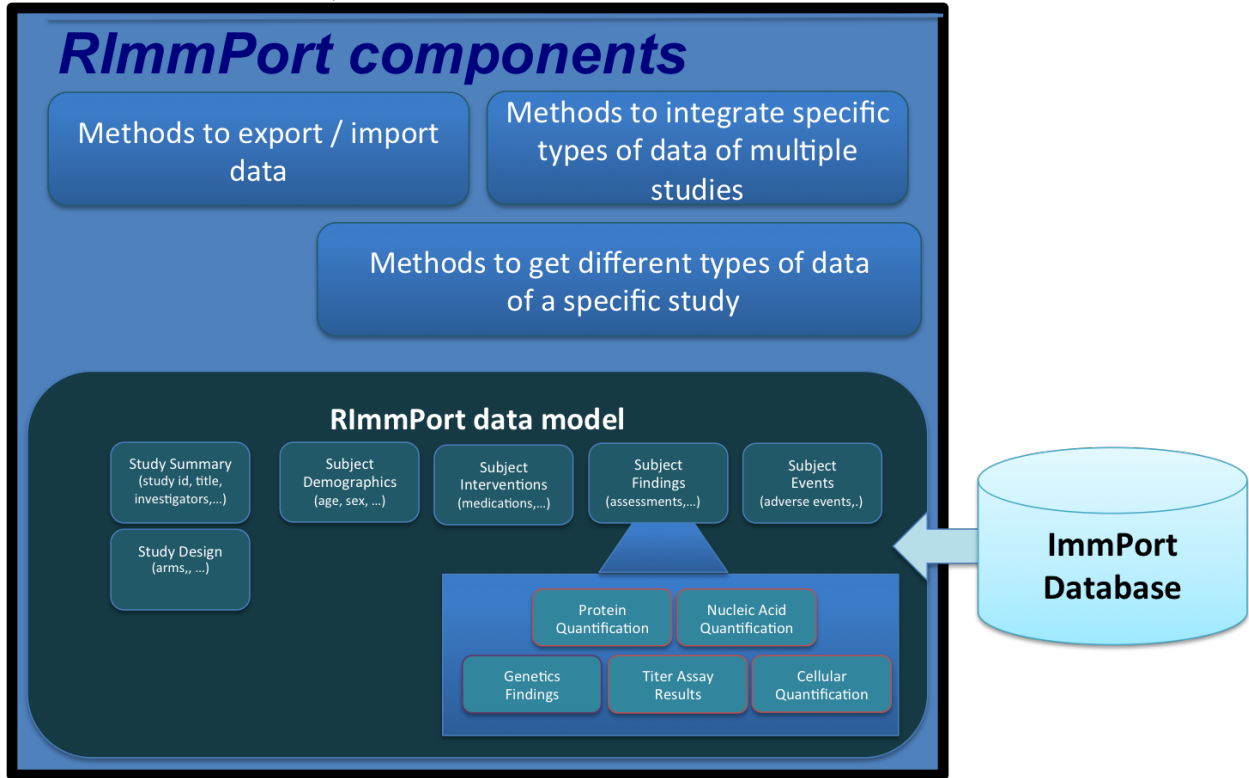 RImmPort components
Methods to export / import
data
Methods to integrate specific
types of data of multiple
studies
Methods to get different types of data
of a specific study
RImmPort data model
Study Summary
(study id, title,
investigators,...)
Subject
Demographics
(age, sex, ...)
Subject
Interventions
(medications,...)
Subject
Findings
(assessments,...)
Subject
Events
(adverse events,.)
Study Design
(arms,, ...)
Protein
Quantification
Nucleic Acid
Quantification
Genetics
Findings
Titer Assay
Results
Cellular
Quantification
ImmPort
Database